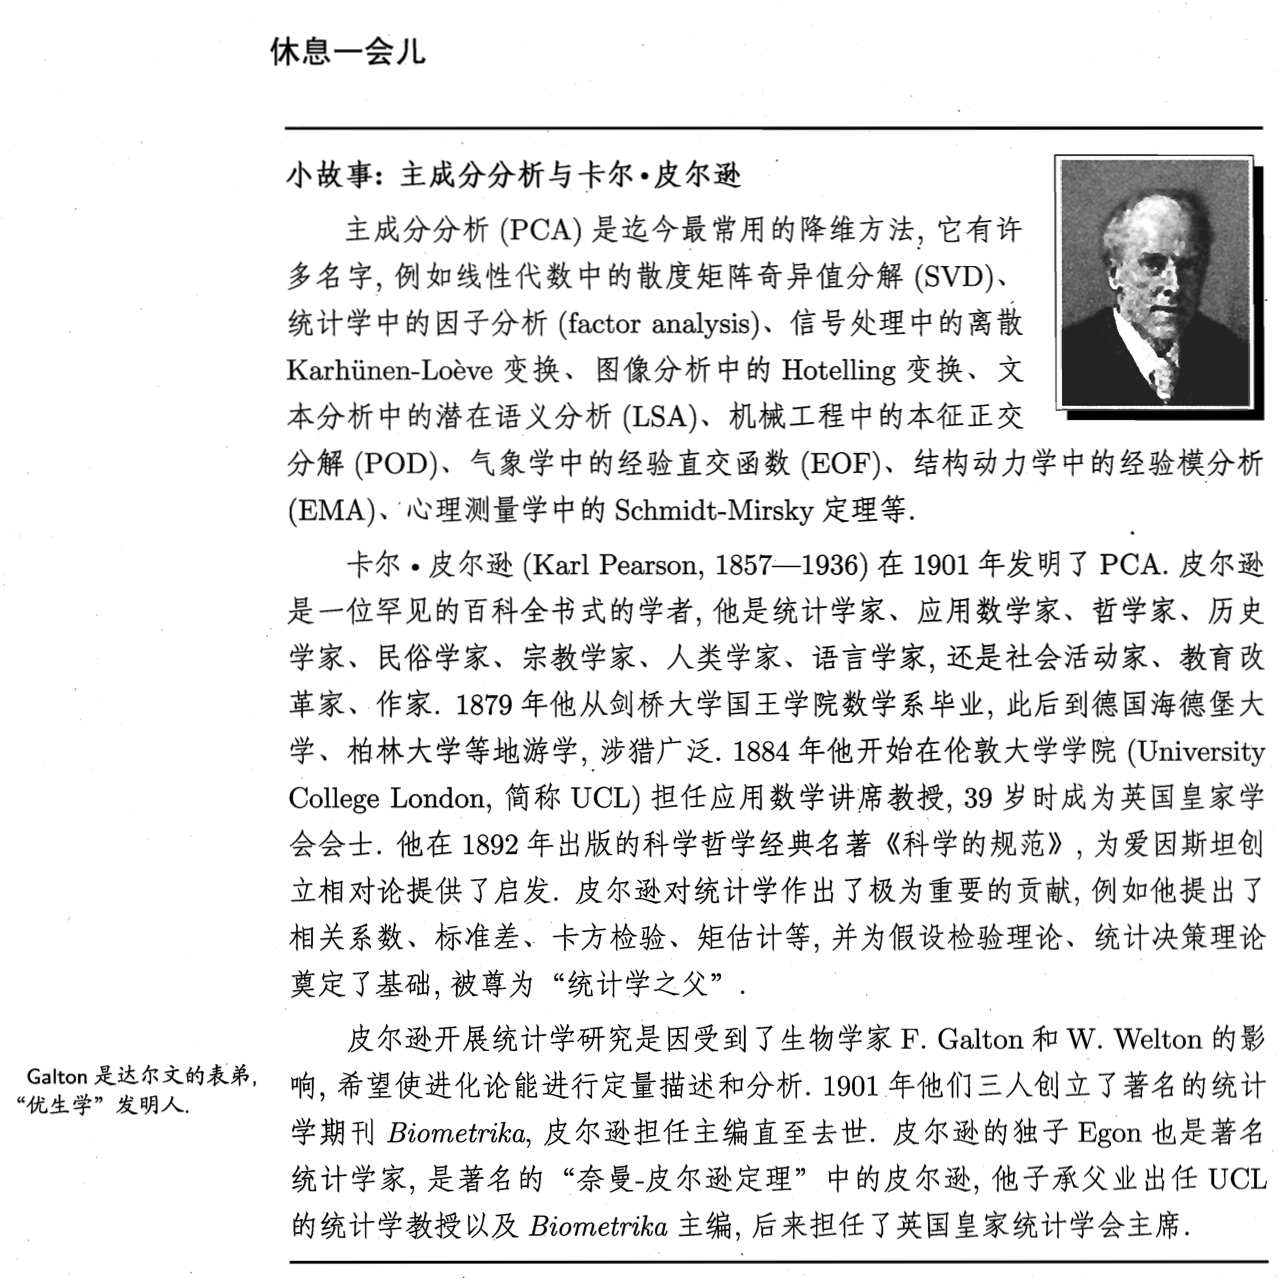 休息一会儿
小故事: 主成分分析与卡尔•皮尔逊
主成分分析 (PCA) 是迄今最常用的降维方法, 它有许
多名字, 例如线性代数中的散度矩阵奇异值分解 (SVD)、
统计学中的因子分析 (factor analysis)、信号处理中的离散
Karhünen-Loève 变换、图像分析中的 Hotelling 变换、文
本分析中的潜在语义分析 (LSA)、机械工程中的本征正交
分解 (POD)、气象学中的经验直交函数 (EOF)、结构动力学中的经验模分析
(EMA)、心理测量学中的 Schmidt-Mirsky 定理等.
卡尔 • 皮尔逊 (Karl Pearson, 1857—1936) 在 1901 年发明了 PCA. 皮尔逊
是一位罕见的百科全书式的学者, 他是统计学家、应用数学家、哲学家、历史
学家、民俗学家、宗教学家、人类学家、语言学家, 还是社会活动家、教育改
革家、作家. 1879 年他从剑桥大学国王学院数学系毕业, 此后到德国海德堡大
学、柏林大学等地游学, 涉猎广泛. 1884 年他开始在伦敦大学学院 (University
College London, 简称 UCL) 担任应用数学讲席教授, 39 岁时成为英国皇家学
会会士. 他在 1892 年出版的科学哲学经典名著《科学的规范》, 为爱因斯坦创
立相对论提供了启发. 皮尔逊对统计学作出了极为重要的贡献, 例如他提出了
相关系数、标准差、卡方检验、矩估计等, 并为假设检验理论、统计决策理论
奠定了基础, 被尊为 “统计学之父” .
皮尔逊开展统计学研究是因受到了生物学家 F. Galton 和 W. Welton 的影
响, 希望使进化论能进行定量描述和分析. 1901 年他们三人创立了著名的统计
学期刊 Biometrika, 皮尔逊担任主编直至去世. 皮尔逊的独子 Egon 也是著名
统计学家, 是著名的 “奈曼-皮尔逊定理” 中的皮尔逊, 他子承父业出任 UCL
的统计学教授以及 Biometrika 主编, 后来担任了英国皇家统计学会主席.
Galton 是达尔文的表弟,
“优生学” 发明人.